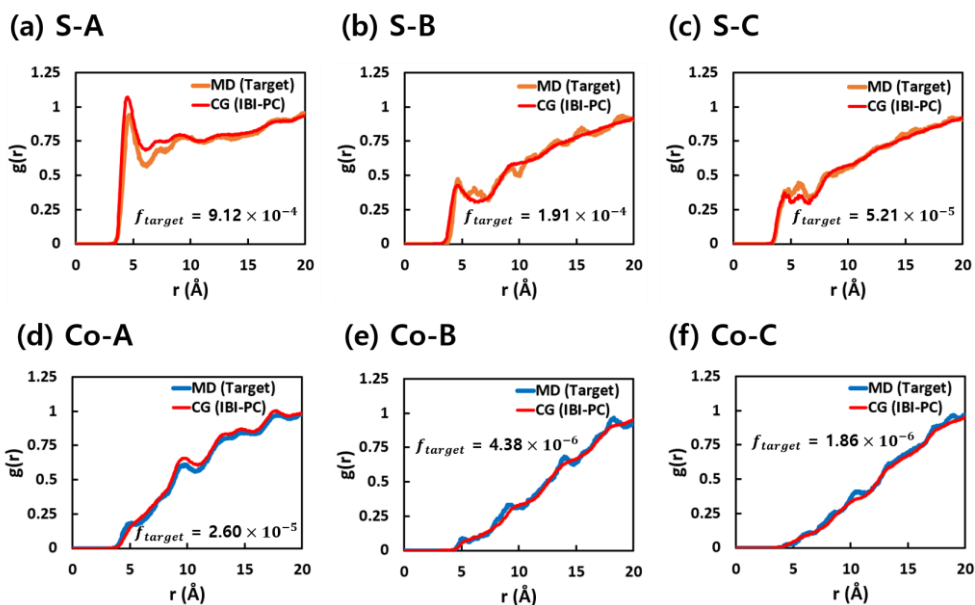 (a) S-A
(b) S-B
(c) S-C
1.25
1
0.75
0.5
0.25
0
g(r)
MD (Target)
CG (IBI-PC)
f_target = 9.12 × 10⁻⁴
0 5 10 15 20
r (Å)
1.25
1
0.75
0.5
0.25
0
g(r)
MD (Target)
CG (IBI-PC)
f_target = 1.91 × 10⁻⁴
0 5 10 15 20
r (Å)
1.25
1
0.75
0.5
0.25
0
g(r)
MD (Target)
CG (IBI-PC)
f_target = 5.21 × 10⁻⁵
0 5 10 15 20
r (Å)
(d) Co-A
(e) Co-B
(f) Co-C
1.25
1
0.75
0.5
0.25
0
g(r)
MD (Target)
CG (IBI-PC)
f_target = 2.60 × 10⁻⁵
0 5 10 15 20
r (Å)
1.25
1
0.75
0.5
0.25
0
g(r)
MD (Target)
CG (IBI-PC)
f_target = 4.38 × 10⁻⁶
0 5 10 15 20
r (Å)
1.25
1
0.75
0.5
0.25
0
g(r)
MD (Target)
CG (IBI-PC)
f_target = 1.86 × 10⁻⁶
0 5 10 15 20
r (Å)